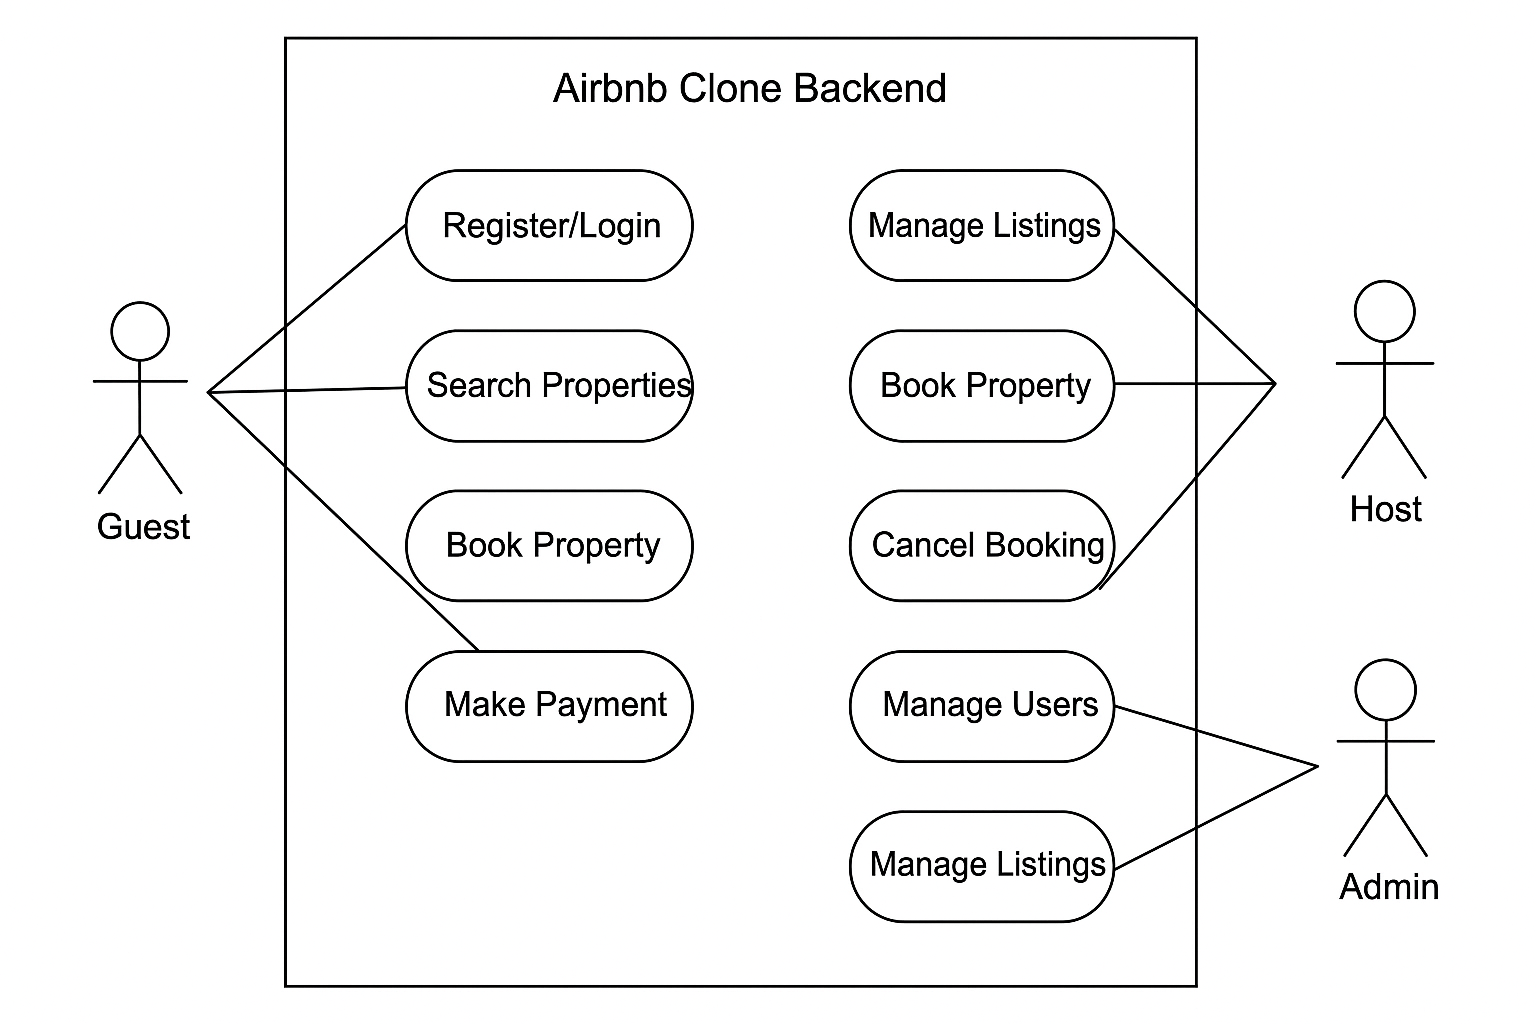 Airbnb Clone Backend
Register/Login
Search Properties
Book Property
Make Payment
Manage Listings
Book Property
Cancel Booking
Manage Users
Manage Listings
Guest
Host
Admin